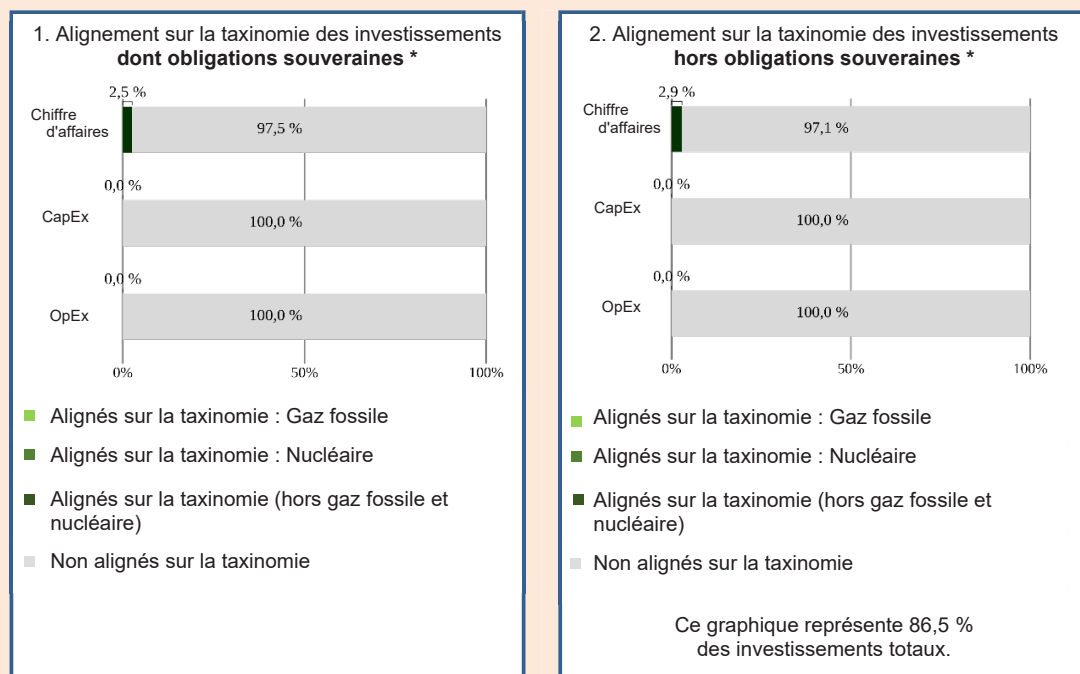 1. Alignement sur la taxinomie des investissements
dont obligations souveraines *
2,5 %
Chiffre
d'affaires
97,5 %
0,0 %
CapEx
100,0 %
0,0 %
OpEx
100,0 %
0%
50%
100%
Alignés sur la taxinomie : Gaz fossile
Alignés sur la taxinomie : Nucléaire
Alignés sur la taxinomie (hors gaz fossile et
nucléaire)
Non alignés sur la taxinomie
2. Alignement sur la taxinomie des investissements
hors obligations souveraines *
2,9 %
Chiffre
d'affaires
97,1 %
0,0 %
CapEx
100,0 %
0,0 %
OpEx
100,0 %
0%
50%
100%
Alignés sur la taxinomie : Gaz fossile
Alignés sur la taxinomie : Nucléaire
Alignés sur la taxinomie (hors gaz fossile et
nucléaire)
Non alignés sur la taxinomie
Ce graphique représente 86,5 %
des investissements totaux.